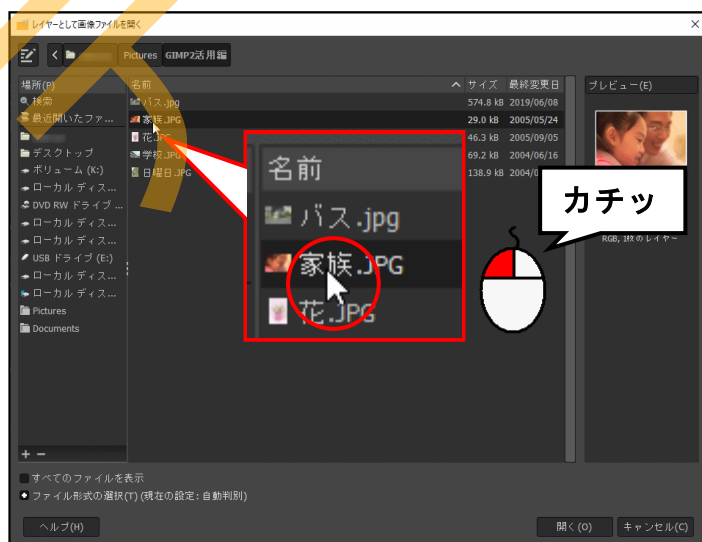 レイヤーとして画像ファイルを開く
Pictures GIMP2活用編
場所(P)
検索
最近開いたファ...
デスクトップ
ボリューム (K:)
ローカル ディス...
DVD RW ドライブ ...
ローカル ディス...
ローカル ディス...
USB ドライブ (E:)
ローカル ディス...
ローカル ディス...
Pictures
Documents
名前 サイズ 最終変更日
バス.jpg 574.8 kB 2019/06/08
家族.JPG 29.0 kB 2005/05/24
花.JPG 46.3 kB 2005/09/05
学校.JPG 69.2 kB 2004/06/16
日曜日.JPG 138.9 kB
名前
バス.jpg
家族.JPG
花.JPG
プレビュー(E)
カチッ
RGB, 1枚のレイヤー
すべてのファイルを表示
ファイル形式の選択(T) (現在の設定: 自動判別)
ヘルプ(H) 開く(O) キャンセル(C)